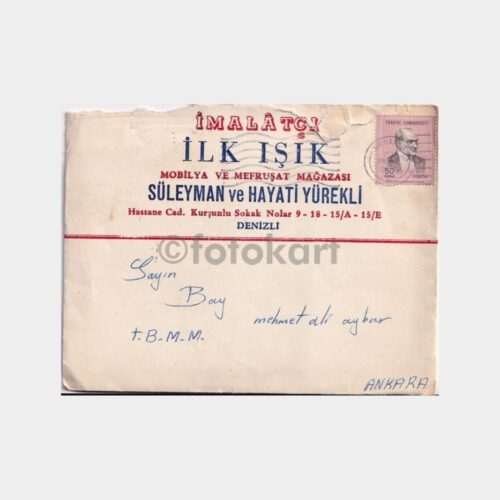 İMALÂTÇI
İLK IŞIK
MOBİLYA VE MEFRUŞAT MAĞAZASI
SÜLEYMAN ve HAYATİ YÜREKLİ
Hastane Cad. Kurşunlu Sokak Nolar 9 - 18 - 15/A - 15/E
DENİZLİ
TÜRKİYE CUMHURİYETİ
50
©fotokart
Sayın
Bay mehmet ali aybar
t.B.M.M.
ANKARA